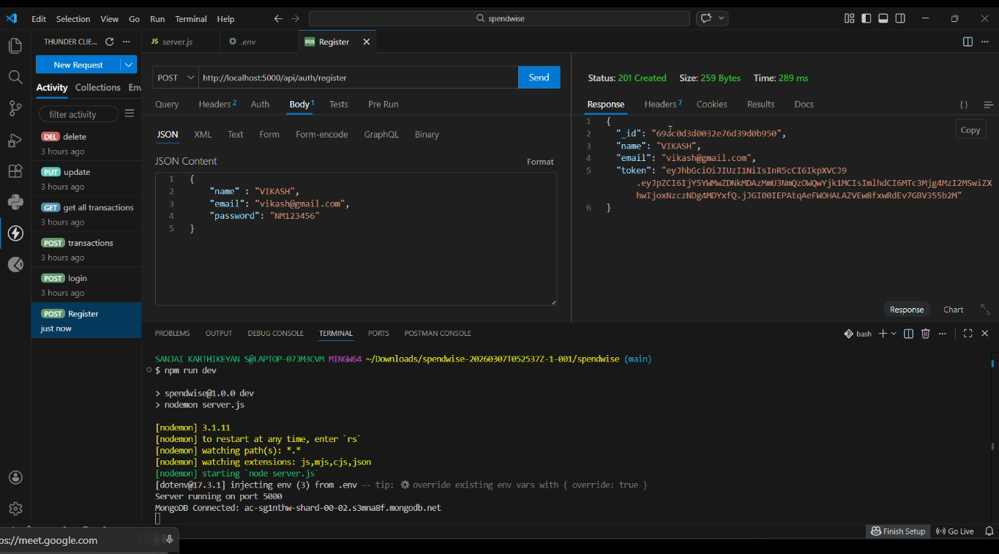 Edit Selection View Go Run Terminal Help
spendwise
THUNDER CLIE...
JS server.js
.env
POS Register
New Request
Activity Collections Env
filter activity
DEL delete
3 hours ago
PUT update
3 hours ago
GET get all transactions
3 hours ago
POST transactions
3 hours ago
POST login
3 hours ago
POST Register
just now
POST
http://localhost:5000/api/auth/register
Send
Query Headers 2 Auth Body 1 Tests Pre Run
JSON XML Text Form Form-encode GraphQL Binary
JSON Content
Format
1 {
2 "name" : "VIKASH",
3 "email": "vikash@gmail.com",
4 "password": "NM123456"
5 }
Status: 201 Created Size: 259 Bytes Time: 289 ms
Response Headers 7 Cookies Results Docs
{ }
Copy
1 {
2 "_id": "69ac0d3d0032e76d39d0b950",
3 "name": "VIKASH",
4 "email": "vikash@gmail.com",
5 "token": "eyJhbGciOiJIUzI1NiIsInR5cCI6IkpXVCJ9
6 }
Response Chart
PROBLEMS OUTPUT DEBUG CONSOLE TERMINAL PORTS POSTMAN CONSOLE
bash
SANJAI KARTHIKEYAN S@LAPTOP-07JM3CVM MINGW64 ~/Downloads/spendwise-20260307T052537Z-1-001/spendwise (main)
$ npm run dev
> spendwise@1.0.0 dev
> nodemon server.js
[nodemon] 3.1.11
[nodemon] to restart at any time, enter `rs`
[nodemon] watching path(s): *.*
[nodemon] watching extensions: js,mjs,cjs,json
[nodemon] starting `node server.js`
[dotenv@17.3.1] injecting env (3) from .env -- tip: ⚙ override existing env vars with { override: true }
Server running on port 5000
MongoDB Connected: ac-sg1nthw-shard-00-02.s3mna8f.mongodb.net
Finish Setup Go Live
ps://meet.google.com